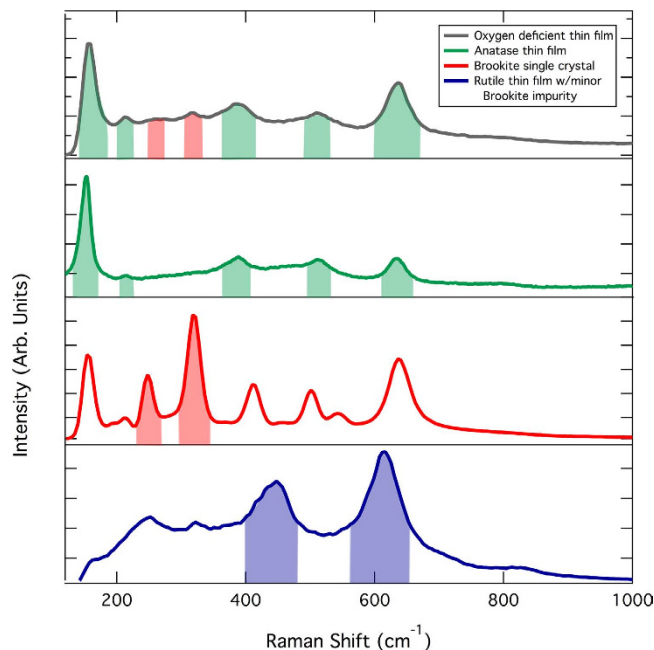 Oxygen deficient thin film
Anatase thin film
Brookite single crystal
Rutile thin film w/minor
Brookite impurity
Intensity (Arb. Units)
200 400 600 800 1000
Raman Shift (cm⁻¹)